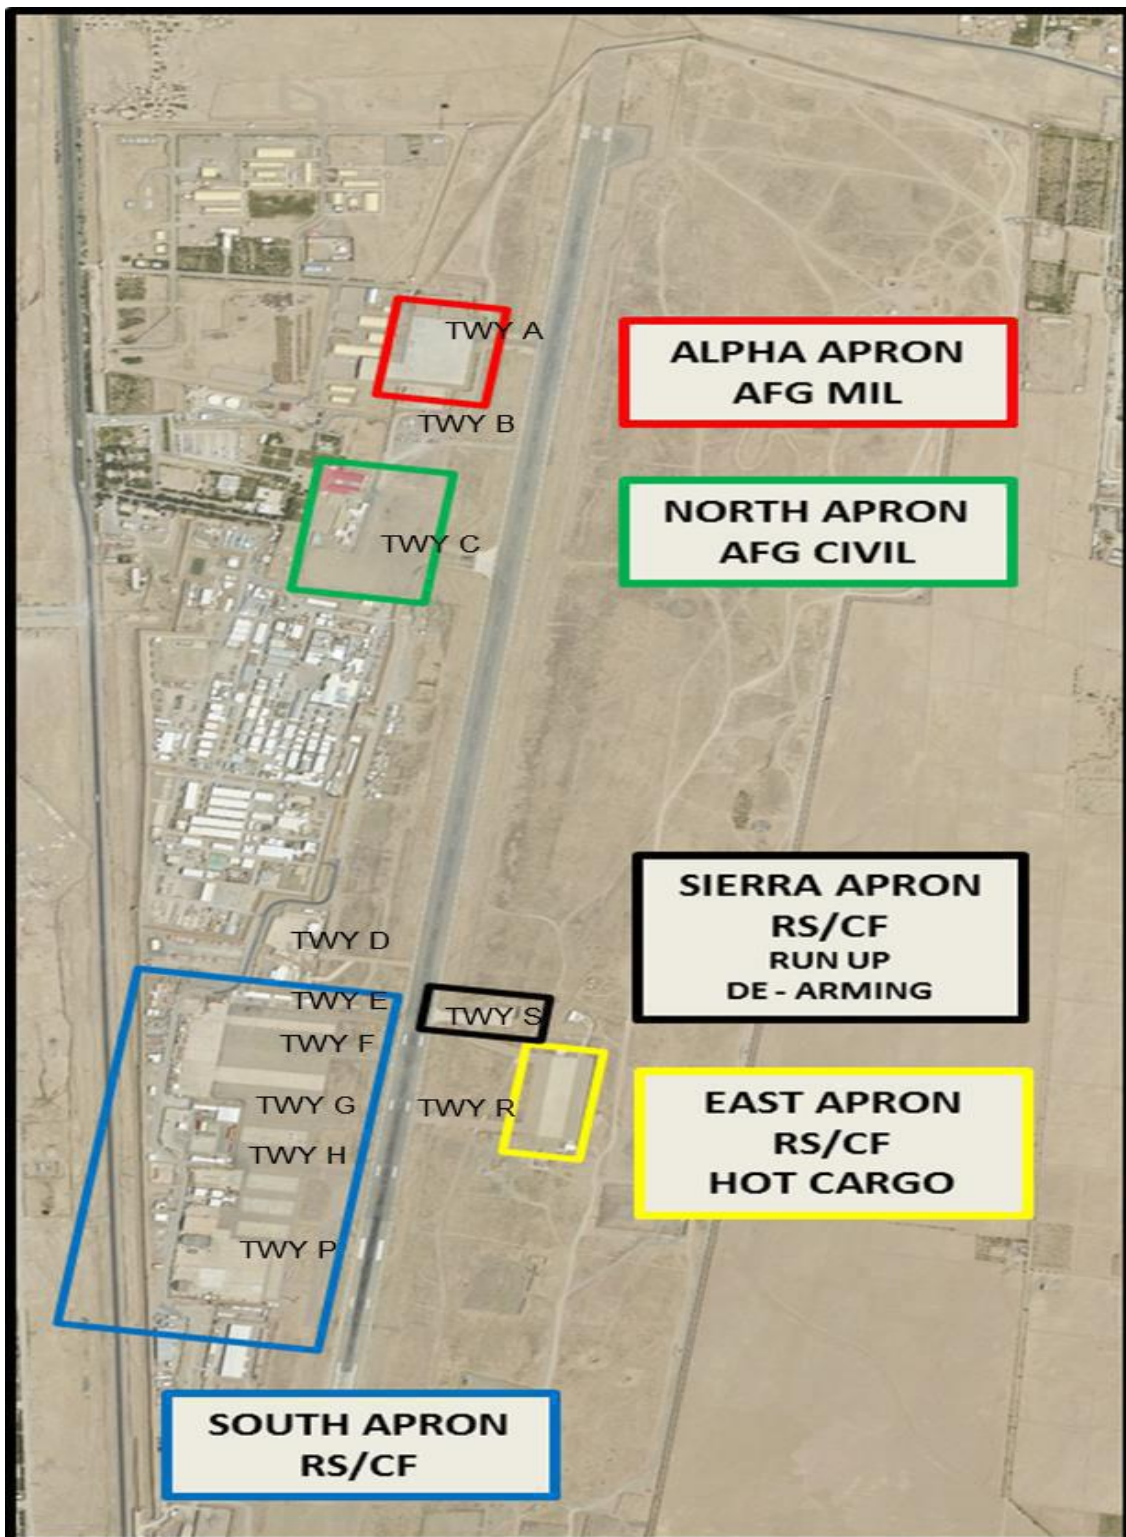 TWY A
ALPHA APRON
AFG MIL
TWY B
NORTH APRON
AFG CIVIL
TWY C
SIERRA APRON
RS/CF
RUN UP
DE - ARMING
TWY D
TWY E
TWY S
TWY F
TWY G
TWY R
EAST APRON
RS/CF
HOT CARGO
TWY H
TWY P
SOUTH APRON
RS/CF